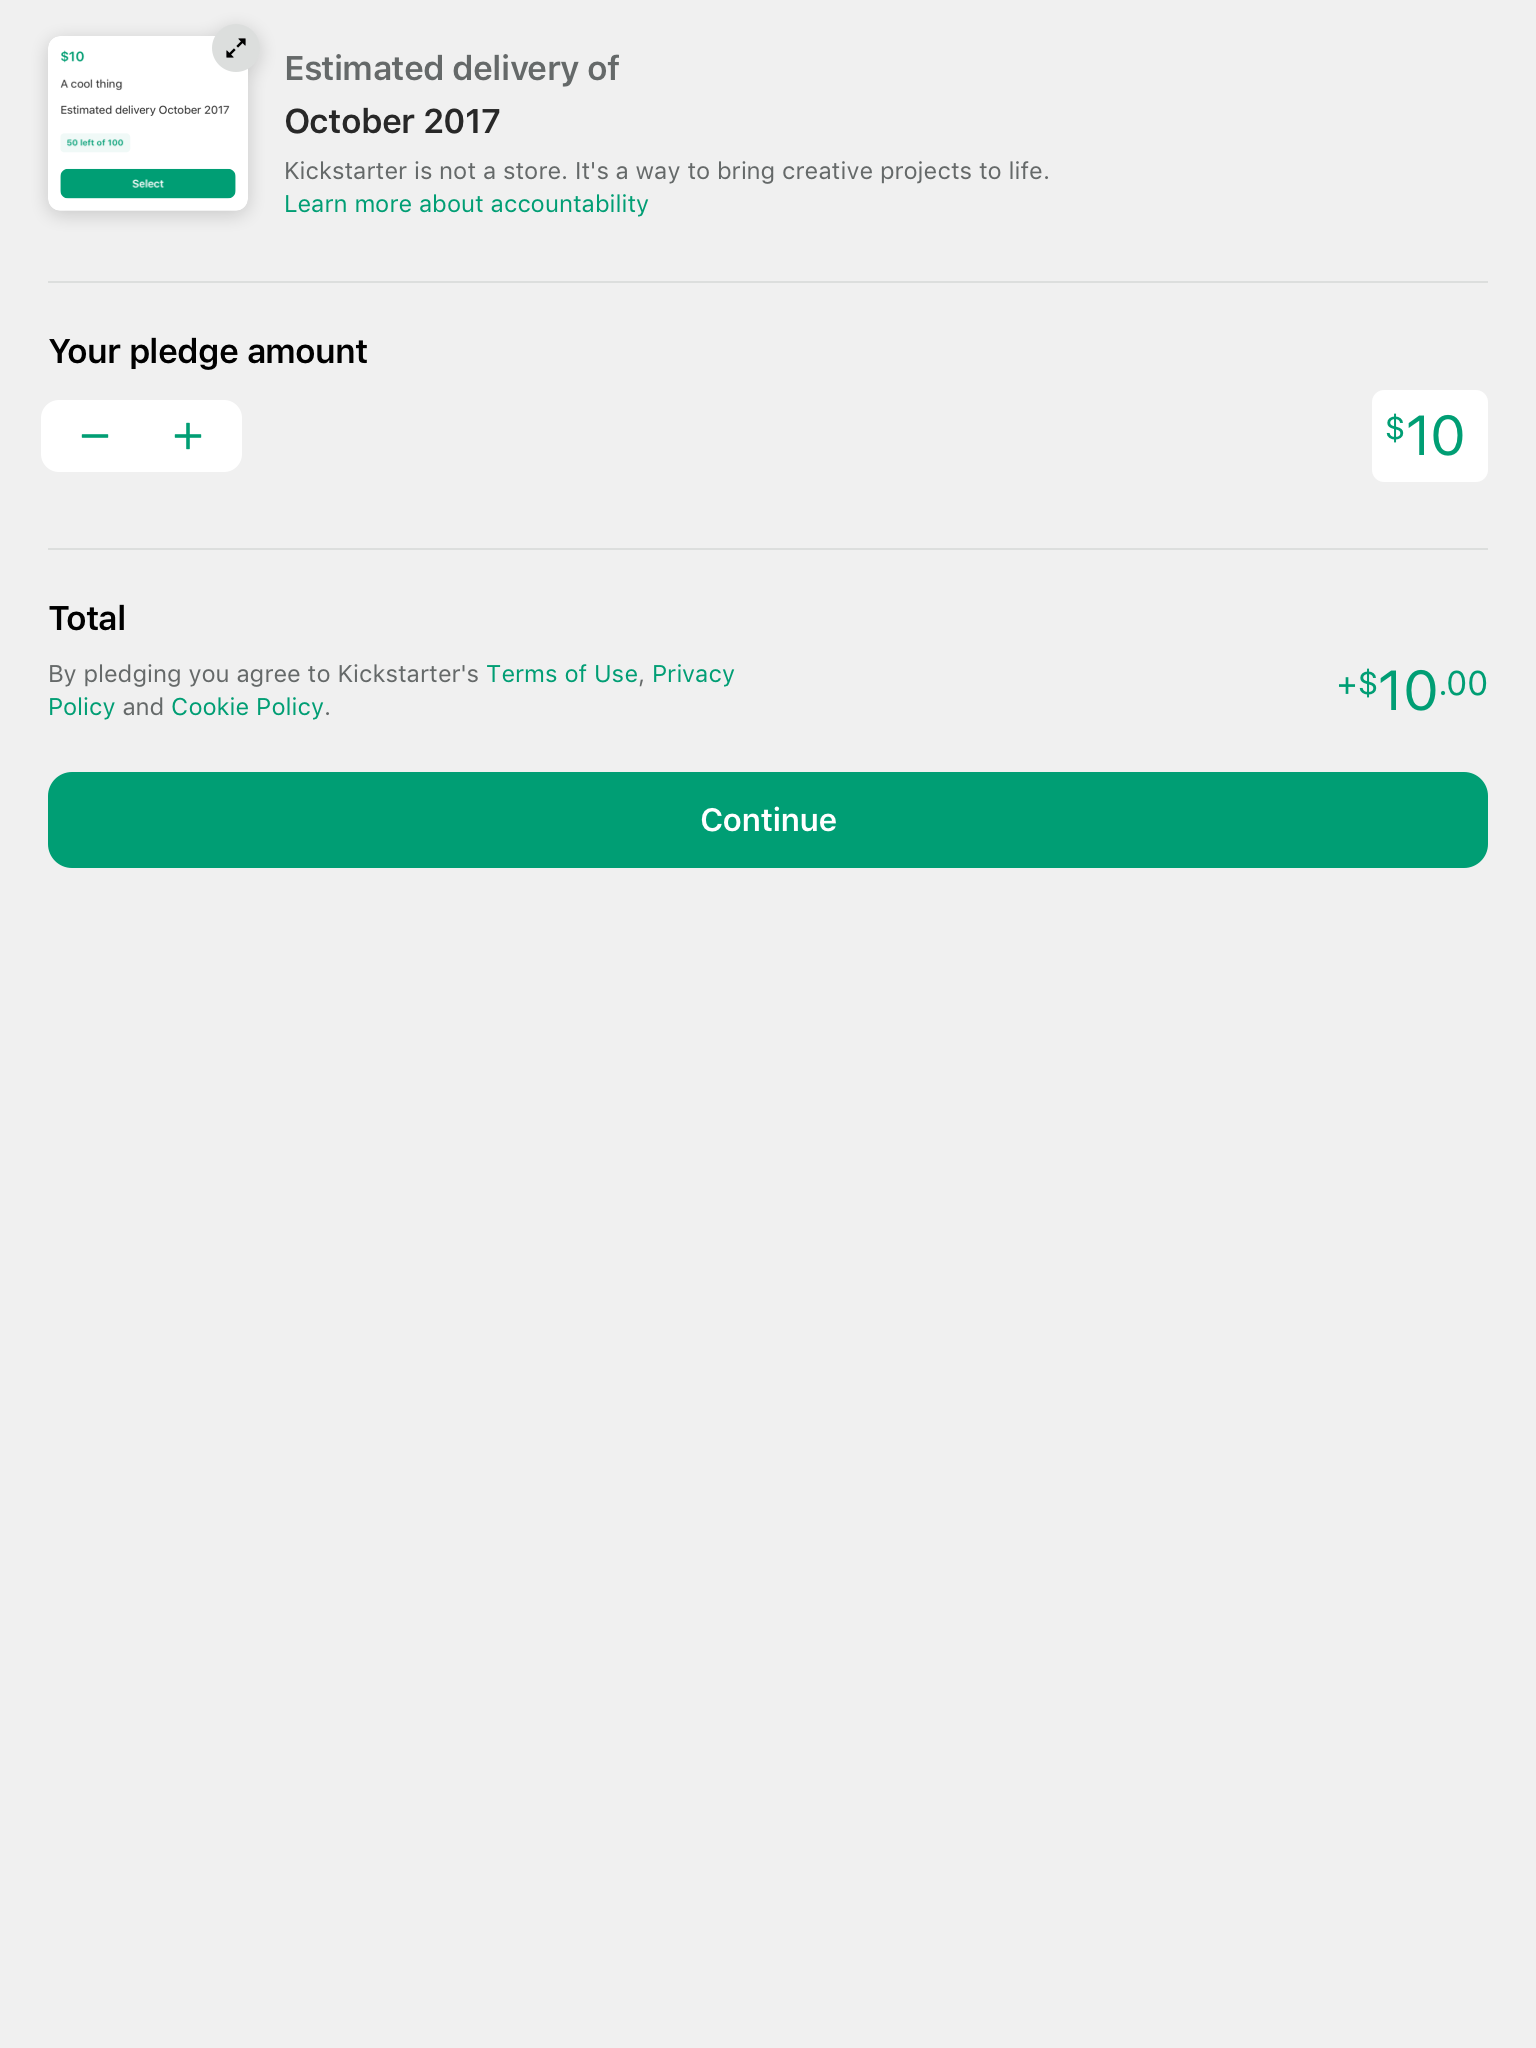 $10
A cool thing
Estimated delivery October 2017
50 left of 100
Select
Estimated delivery of
October 2017
Kickstarter is not a store. It's a way to bring creative projects to life.
Learn more about accountability
Your pledge amount
$10
Total
By pledging you agree to Kickstarter's Terms of Use, Privacy
Policy and Cookie Policy.
+$10.00
Continue